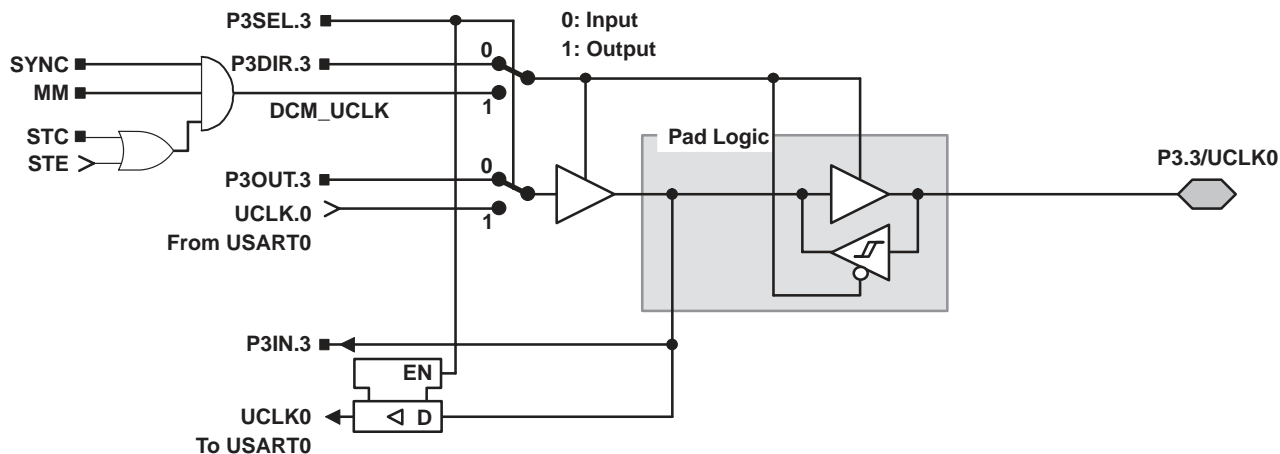 P3SEL.3
0: Input
1: Output
SYNC
P3DIR.3
0
MM
1
DCM_UCLK
STC
STE
Pad Logic
P3.3/UCLK0
0
P3OUT.3
UCLK.0
1
From USART0
P3IN.3
EN
UCLK0
D
To USART0